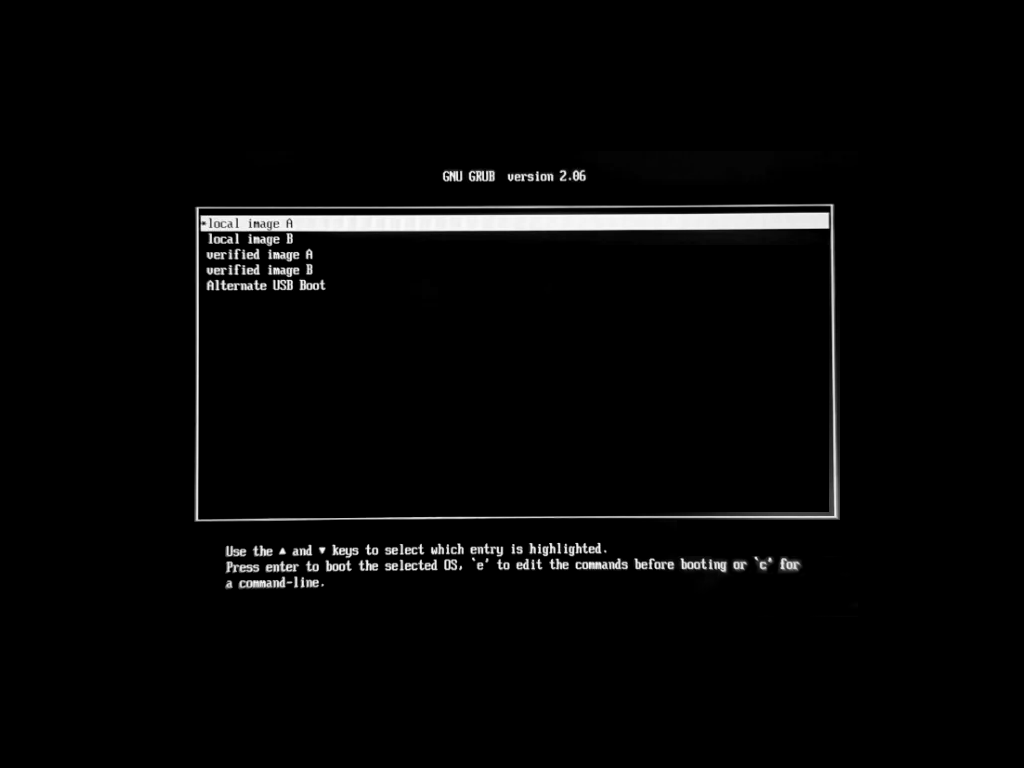 GNU GRUB version 2.06
*local image A
local image B
verified image A
verified image B
Alternate USB Boot
Use the ▲ and ▼ keys to select which entry is highlighted.
Press enter to boot the selected OS, `e' to edit the commands before booting or `c' for
a command-line.